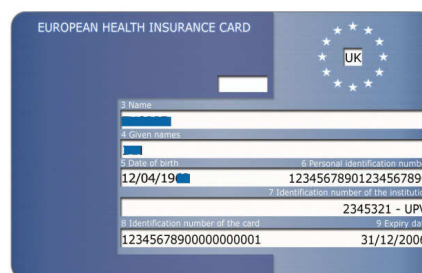 EUROPEAN HEALTH INSURANCE CARD
UK
3 Name
4 Given names
5 Date of birth
6 Personal identification numbe
12/04/19
1234567890123456789
7 Identification number of the institutio
2345321 - UPV
8 Identification number of the card
9 Expiry da
12345678900000000001
31/12/2006